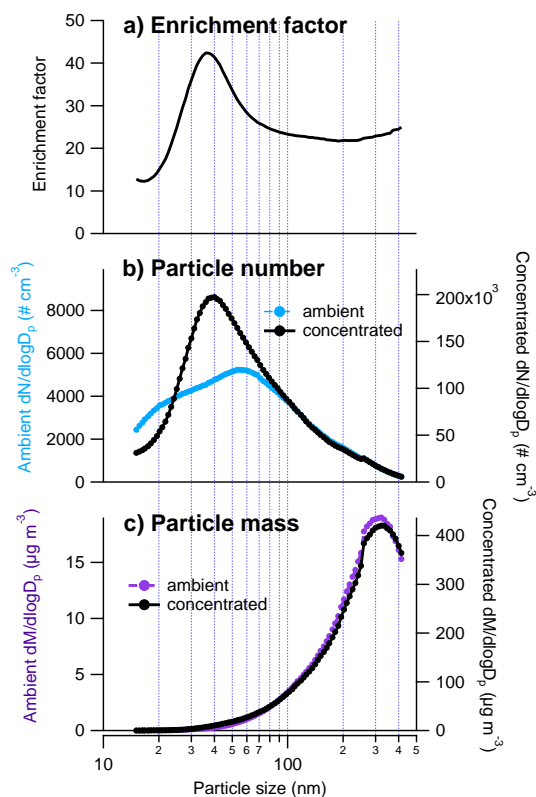 a) Enrichment factor
Enrichment factor
50
40
30
20
10
0
b) Particle number
Ambient dN/dlogDp (# cm-3)
8000
6000
4000
2000
0
ambient
concentrated
200x10³
150
100
50
0
Concentrated dN/dlogDp (# cm-3)
c) Particle mass
Ambient dM/dlogDp (µg m-3)
15
10
5
0
ambient
concentrated
400
300
200
100
0
Concentrated dM/dlogDp (µg m-3)
10 2 3 4 5 6 7 8 100 2 3 4 5
Particle size (nm)